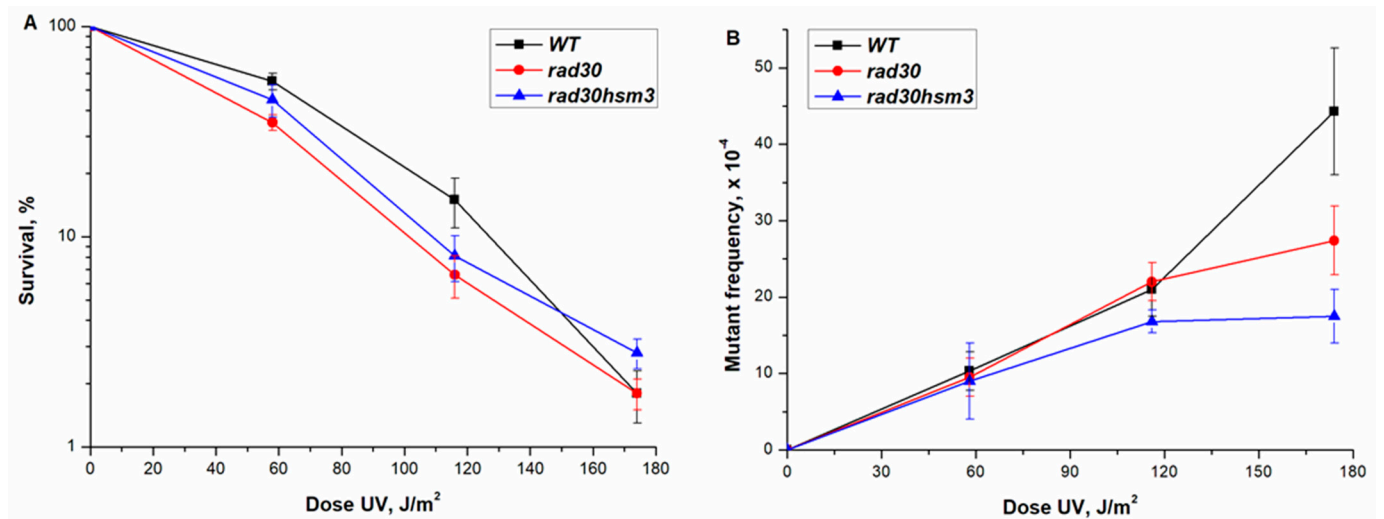 A
100
10
1
Survival, %
0 20 40 60 80 100 120 140 160 180
Dose UV, J/m²
WT
rad30
rad30hsm3
B
50
40
30
20
10
0
Mutant frequency, x 10⁻⁴
0 30 60 90 120 150 180
Dose UV, J/m²
WT
rad30
rad30hsm3